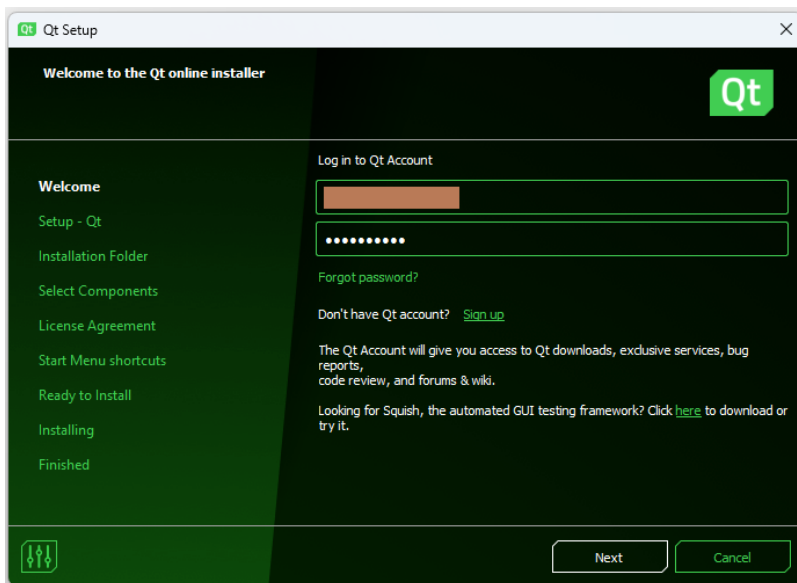 Qt Qt Setup
Welcome to the Qt online installer
Qt
Log in to Qt Account
Welcome
Setup - Qt
Installation Folder
Select Components
License Agreement
Start Menu shortcuts
Ready to Install
Installing
Finished
••••••••••
Forgot password?
Don't have Qt account? Sign up
The Qt Account will give you access to Qt downloads, exclusive services, bug
reports,
code review, and forums & wiki.
Looking for Squish, the automated GUI testing framework? Click here to download or
try it.
Next
Cancel